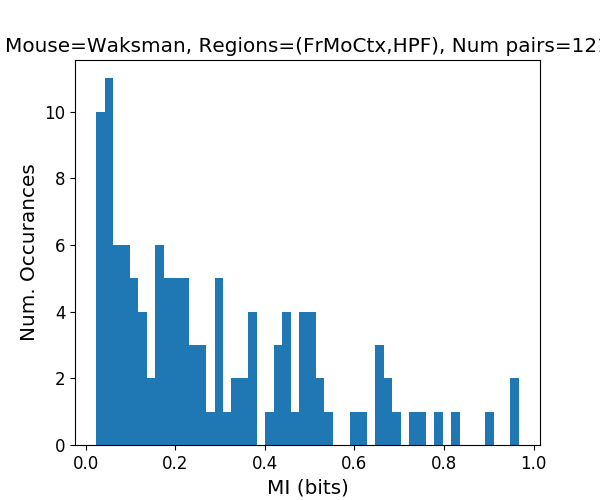 Mouse=Waksman, Regions=(FrMoCtx,HPF), Num pairs=121
Num. Occurances
10
8
6
4
2
0
0.0 0.2 0.4 0.6 0.8 1.0
MI (bits)